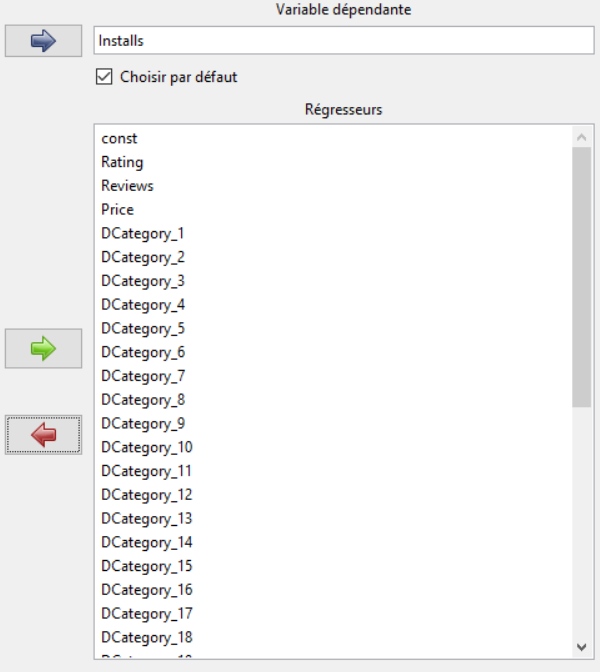 Variable dépendante
Installs
Choisir par défaut
Régresseurs
const
Rating
Reviews
Price
DCategory_1
DCategory_2
DCategory_3
DCategory_4
DCategory_5
DCategory_6
DCategory_7
DCategory_8
DCategory_9
DCategory_10
DCategory_11
DCategory_12
DCategory_13
DCategory_14
DCategory_15
DCategory_16
DCategory_17
DCategory_18